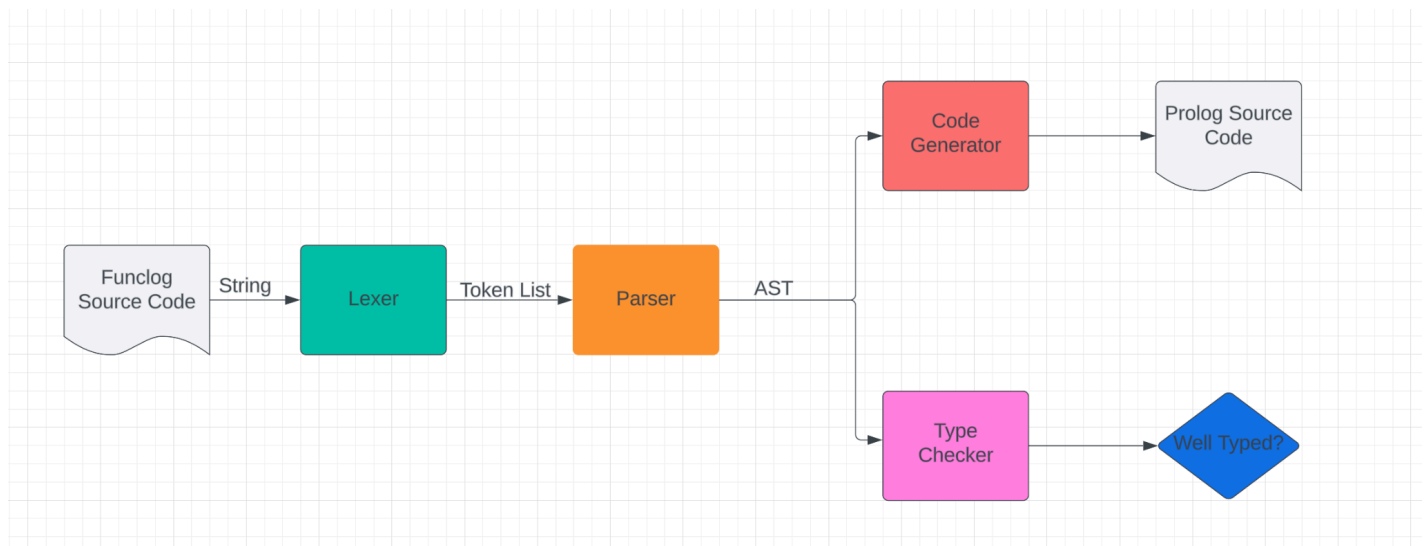 Funclog
Source Code
String
Lexer
Token List
Parser
AST
Code
Generator
Prolog Source
Code
Type
Checker
Well Typed?